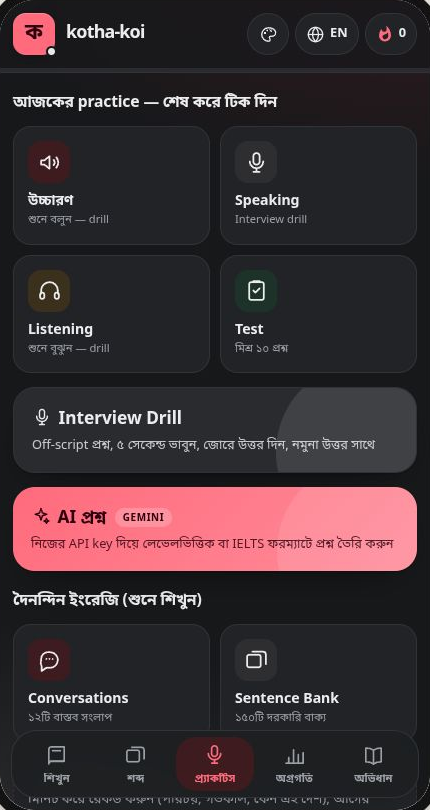 ক kotha-koi EN 0
আজকের practice — শেষ করে টিক দিন
উচ্চারণ
শুনে বলুন — drill
Speaking
Interview drill
Listening
শুনে বুঝুন — drill
Test
মিশ্র ১০ প্রশ্ন
Interview Drill
Off-script প্রশ্ন, ৫ সেকেন্ড ভাবুন, জোরে উত্তর দিন, নমুনা উত্তর সাথে
AI প্রশ্ন GEMINI
নিজের API key দিয়ে লেভেলভিত্তিক বা IELTS ফরম্যাটে প্রশ্ন তৈরি করুন
দৈনন্দিন ইংরেজি (শুনে শিখুন)
Conversations
১২টি বাস্তব সংলাপ
Sentence Bank
১৫০টি দরকারি বাক্য
শিখুন শব্দ প্র্যাকটিস অগ্রগতি অভিধান